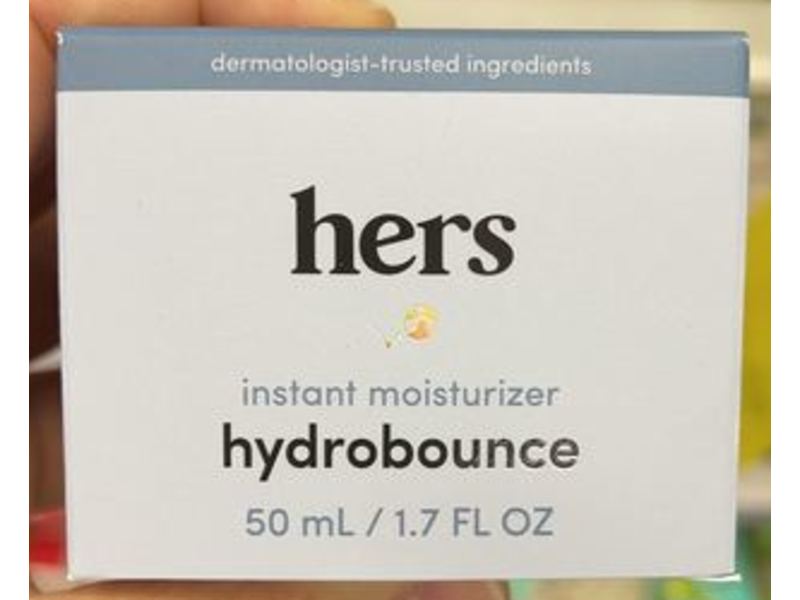 dermatologist-trusted ingredients
hers
instant moisturizer
hydrobounce
50 mL / 1.7 FL OZ